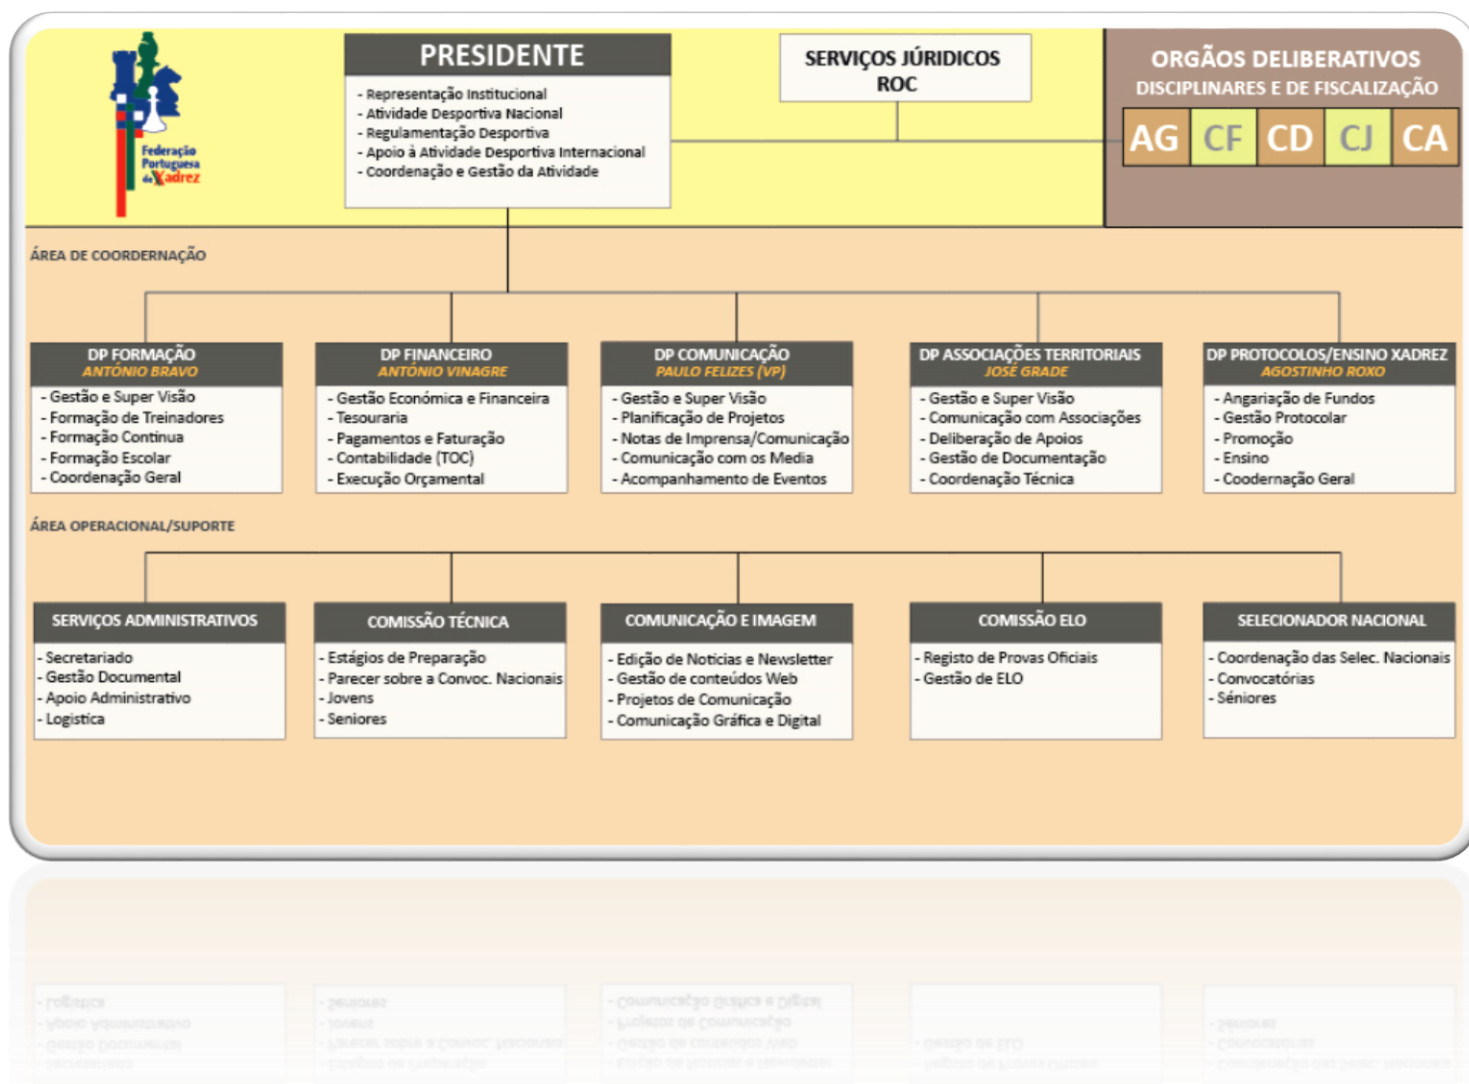 Federação
Portuguesa
de Xadrez
PRESIDENTE
- Representação Institucional
- Atividade Desportiva Nacional
- Regulamentação Desportiva
- Apoio à Atividade Desportiva Internacional
- Coordenação e Gestão da Atividade
SERVIÇOS JÚRIDICOS
ROC
ORGÃOS DELIBERATIVOS
DISCIPLINARES E DE FISCALIZAÇÃO
AG CF CD CJ CA
ÁREA DE COORDERNAÇÃO
DP FORMAÇÃO
ANTÓNIO BRAVO
- Gestão e Super Visão
- Formação de Treinadores
- Formação Contínua
- Formação Escolar
- Coordenação Geral
DP FINANCEIRO
ANTÓNIO VINAGRE
- Gestão Económica e Financeira
- Tesouraria
- Pagamentos e Faturação
- Contabilidade (TOC)
- Execução Orçamental
DP COMUNICAÇÃO
PAULO FELIZES (VP)
- Gestão e Super Visão
- Planificação de Projetos
- Notas de Imprensa/Comunicação
- Comunicação com os Media
- Acompanhamento de Eventos
DP ASSOCIAÇÕES TERRITORIAIS
JOSÉ GRADE
- Gestão e Super Visão
- Comunicação com Associações
- Deliberação de Apoios
- Gestão de Documentação
- Coordenação Técnica
DP PROTOCOLOS/ENSINO XADREZ
AGOSTINHO ROXO
- Angariação de Fundos
- Gestão Protocolar
- Promoção
- Ensino
- Coodernação Geral
ÁREA OPERACIONAL/SUPORTE
SERVIÇOS ADMINISTRATIVOS
- Secretariado
- Gestão Documental
- Apoio Administrativo
- Logistica
COMISSÃO TÉCNICA
- Estágios de Preparação
- Parecer sobre a Convoc. Nacionais
- Jovens
- Seniores
COMUNICAÇÃO E IMAGEM
- Edição de Noticias e Newsletter
- Gestão de conteúdos Web
- Projetos de Comunicação
- Comunicação Gráfica e Digital
COMISSÃO ELO
- Registo de Provas Oficiais
- Gestão de ELO
SELECIONADOR NACIONAL
- Coordenação das Selec. Nacionais
- Convocatórias
- Séniores